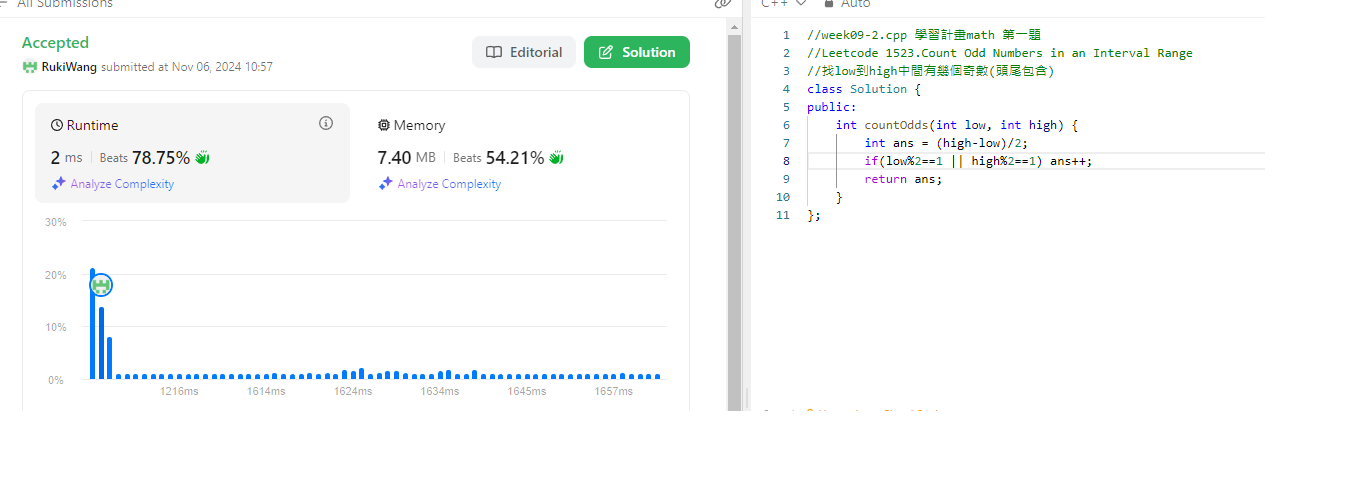 All Submissions
Accepted
RukiWang submitted at Nov 06, 2024 10:57
Editorial
Solution
Runtime
2 ms
Beats 78.75%
Analyze Complexity
Memory
7.40 MB
Beats 54.21%
Analyze Complexity
30%
20%
10%
0%
1216ms 1614ms 1624ms 1634ms 1645ms 1657ms
C++
Auto
1 //week09-2.cpp 學習計畫math 第一題
2 //Leetcode 1523.Count Odd Numbers in an Interval Range
3 //找low到high中間有幾個奇數(頭尾包含)
4 class Solution {
5 public:
6 int countOdds(int low, int high) {
7 int ans = (high-low)/2;
8 if(low%2==1 || high%2==1) ans++;
9 return ans;
10 }
11 };